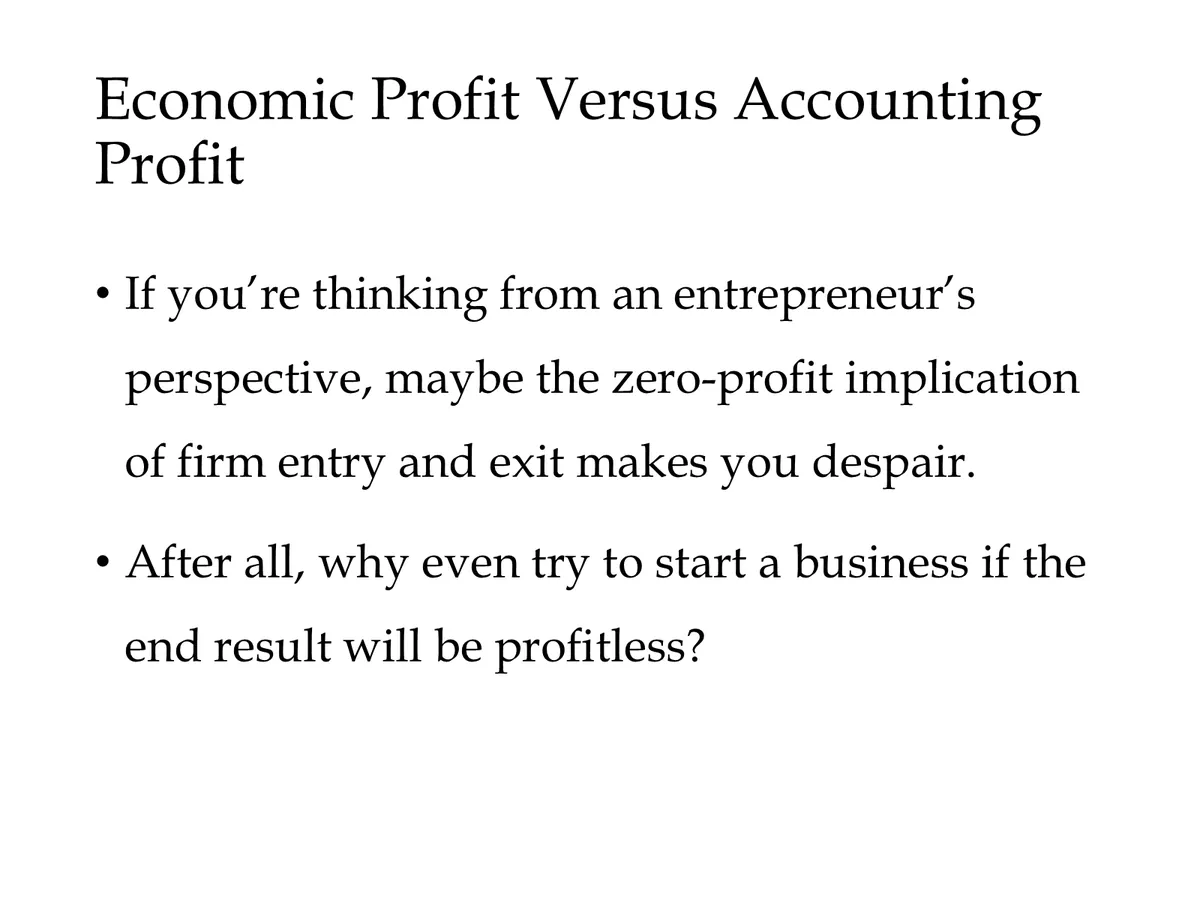 Economic Profit Versus Accounting
Profit
• If you’re thinking from an entrepreneur’s
perspective, maybe the zero-profit implication
of firm entry and exit makes you despair.
• After all, why even try to start a business if the
end result will be profitless?